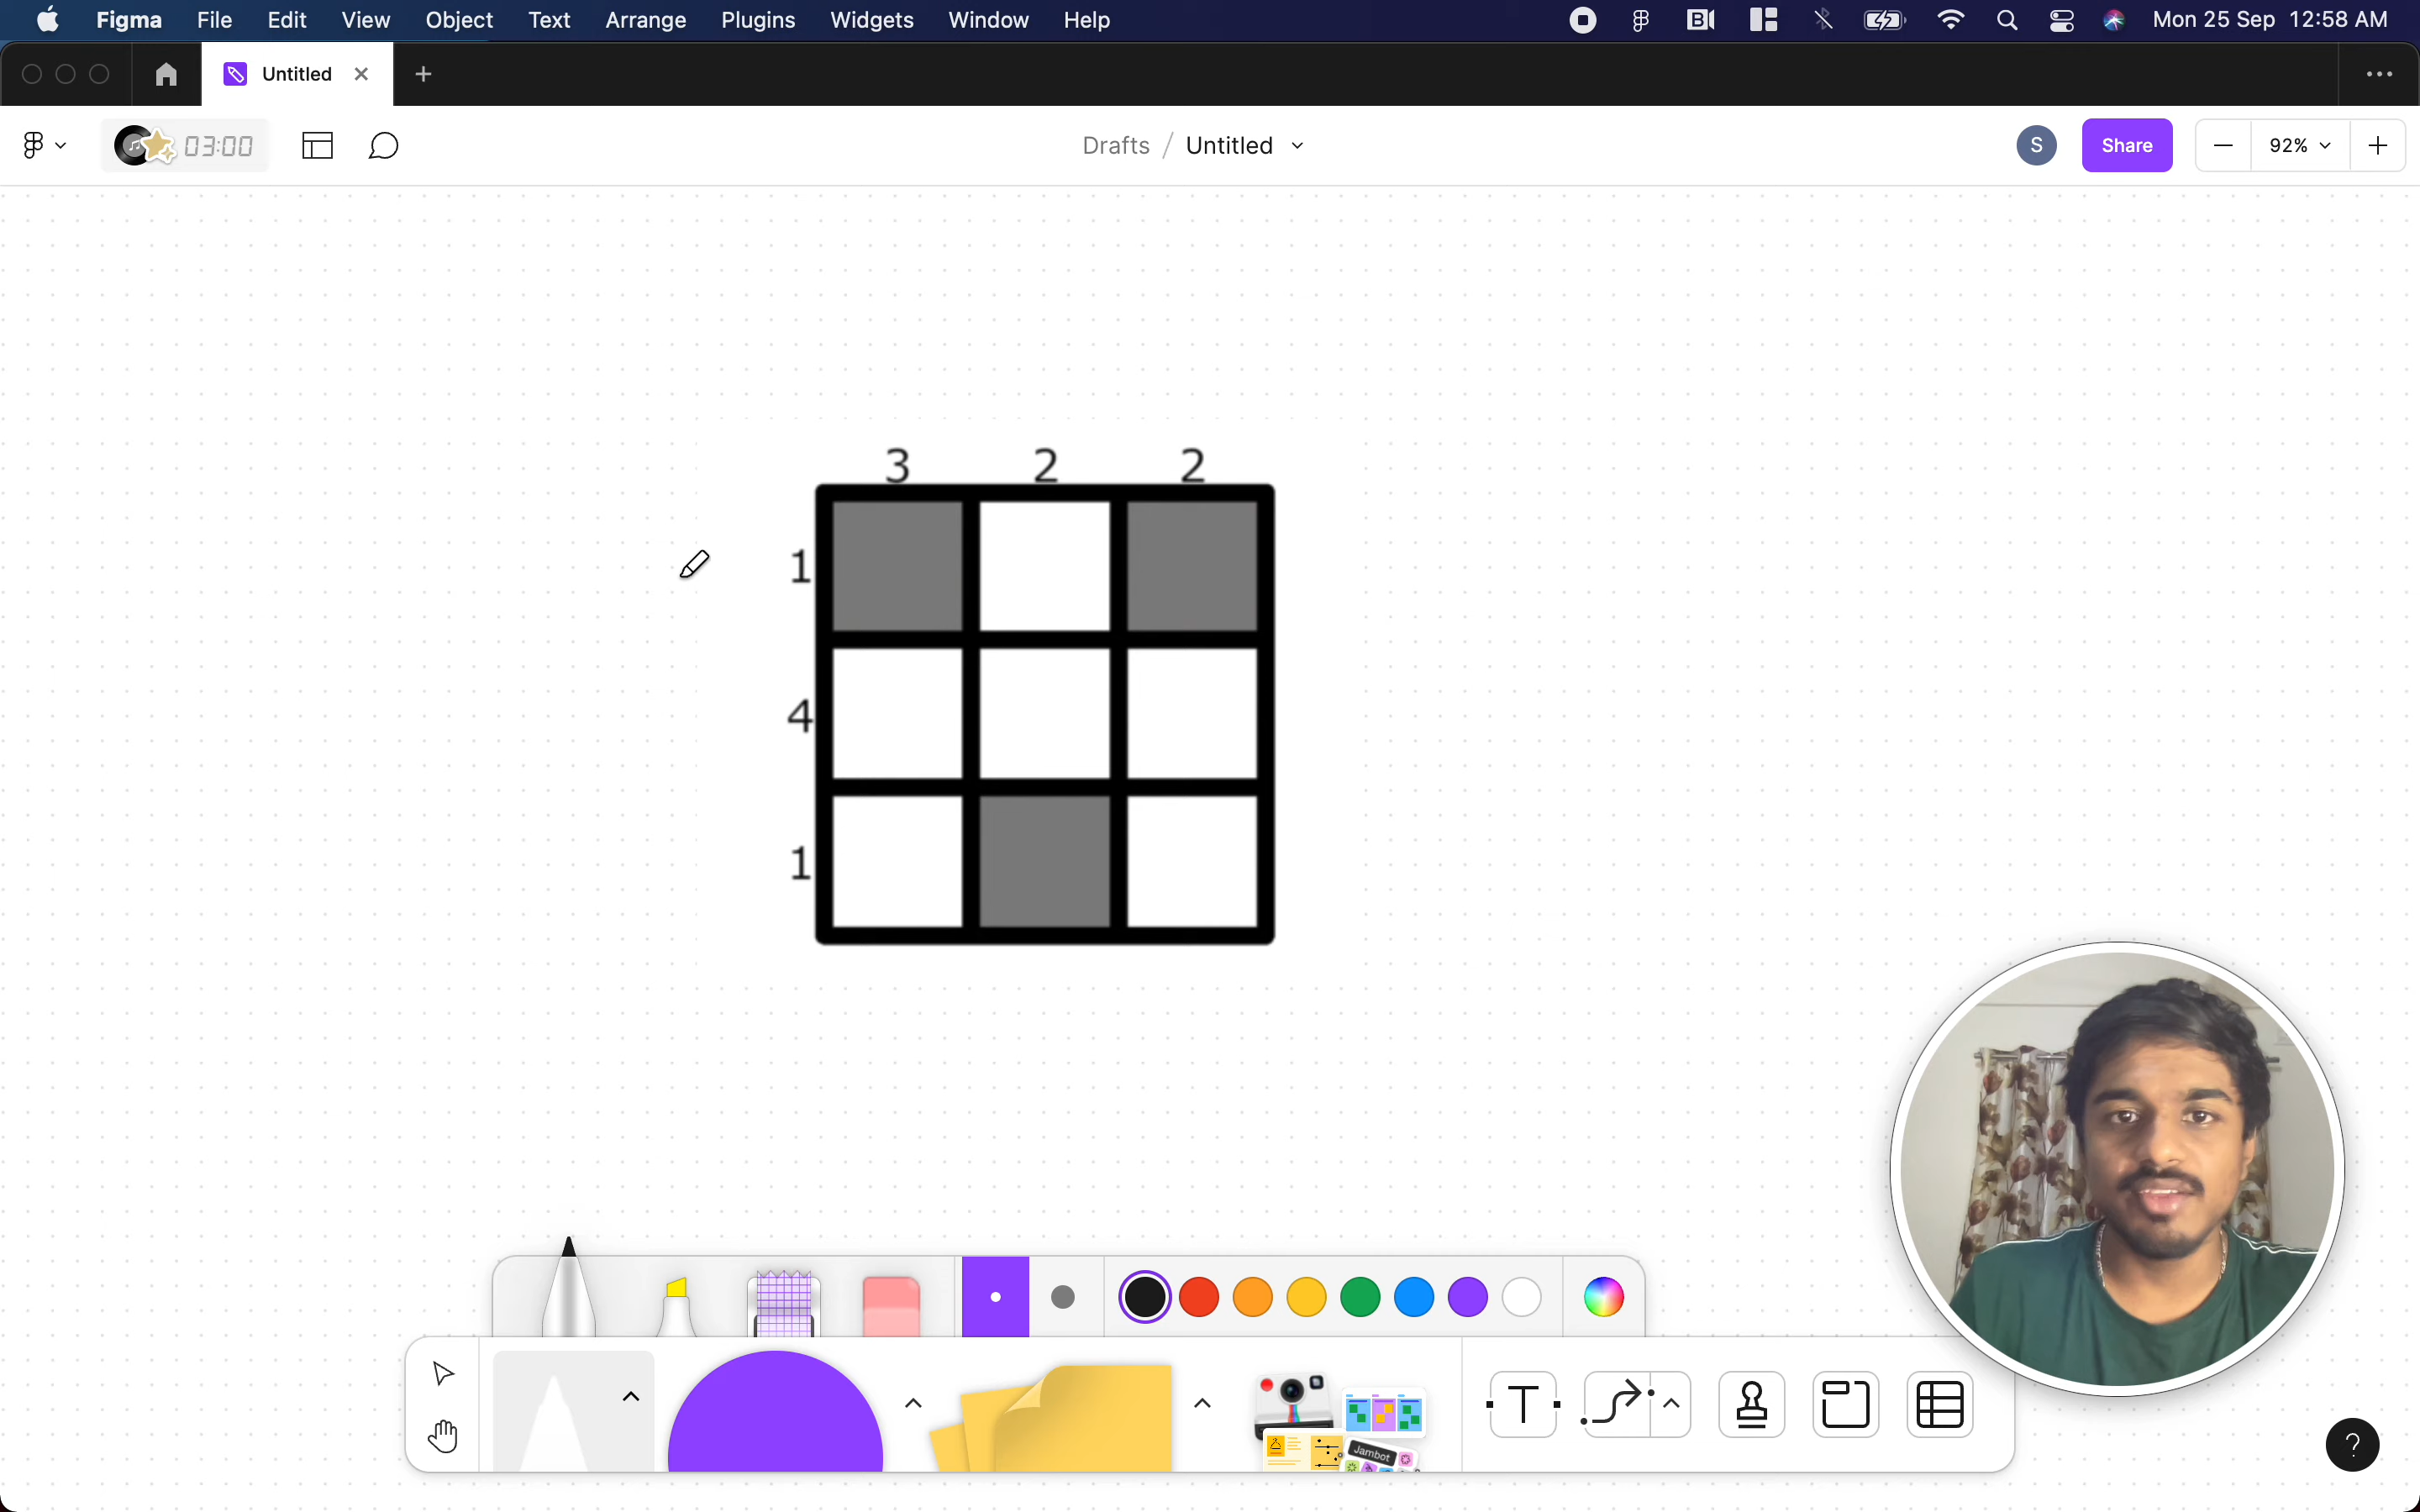 Figma File Edit View Object Text Arrange Plugins Widgets Window Help Mon 25 Sep 12:58 AM
Untitled
03:00 Drafts / Untitled S Share 92%
3 2 2
1
4
1
T
Jambot
?